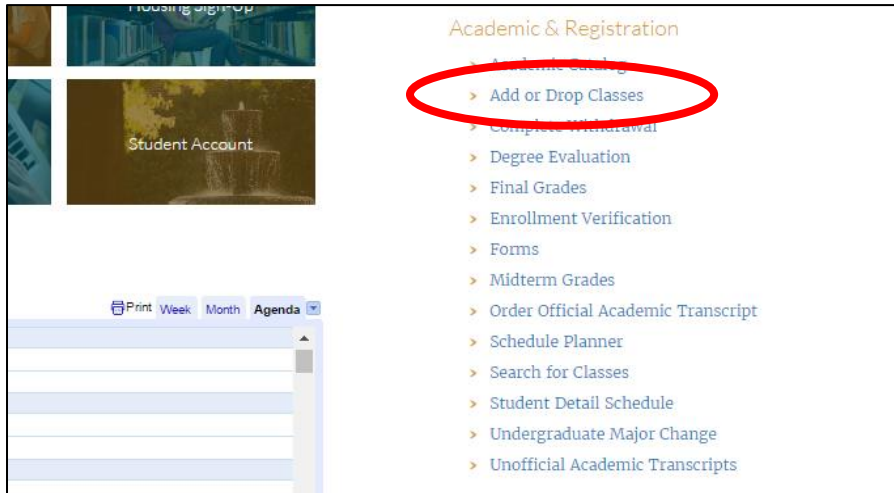 Housing Sign-Up
Student Account
Print Week Month Agenda
Academic & Registration
Academic Catalog
Add or Drop Classes
Complete Withdrawal
Degree Evaluation
Final Grades
Enrollment Verification
Forms
Midterm Grades
Order Official Academic Transcript
Schedule Planner
Search for Classes
Student Detail Schedule
Undergraduate Major Change
Unofficial Academic Transcripts